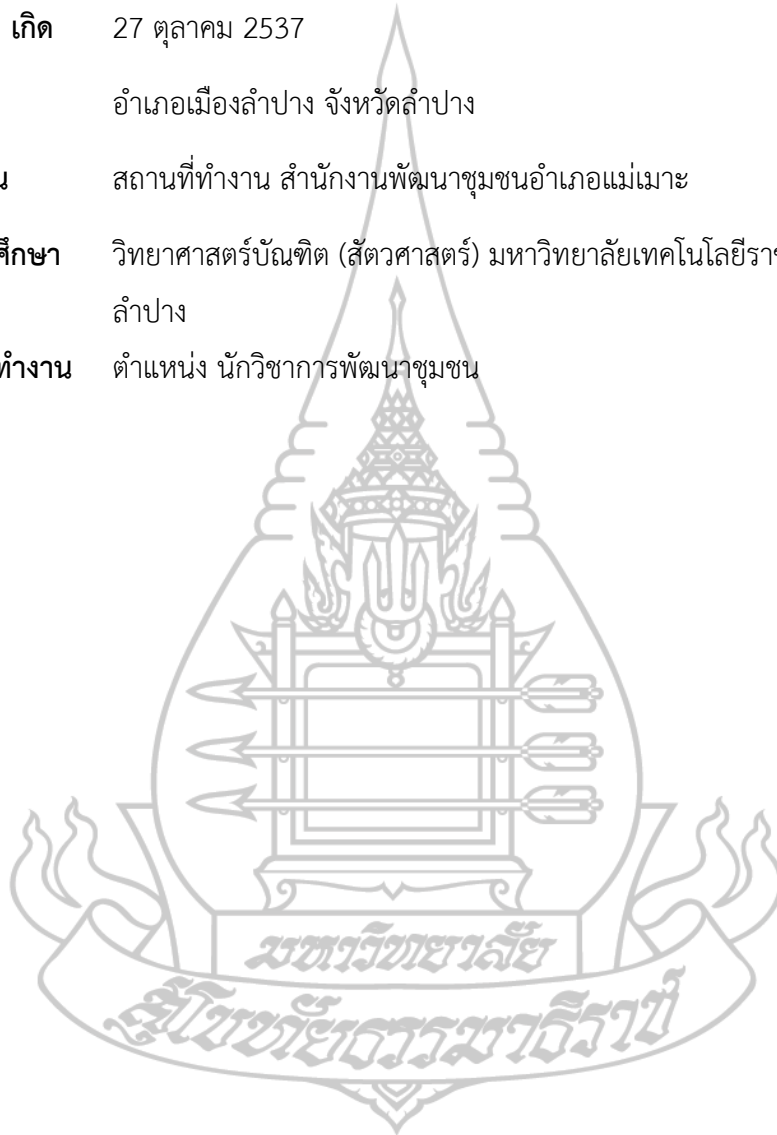 เกิด 27 ตุลาคม 2537
อำเภอเมืองลำปาง จังหวัดลำปาง
สถานที่ทำงาน สำนักงานพัฒนาชุมชนอำเภอแม่เมาะ
วิทยาศาสตร์บัณฑิต (สัตวศาสตร์) มหาวิทยาลัยเทคโนโลยีราช
ลำปาง
ทำงาน ตำแหน่ง นักวิชาการพัฒนาชุมชน
มหาวิทยาลัย
สุโขทัยธรรมาธิราช